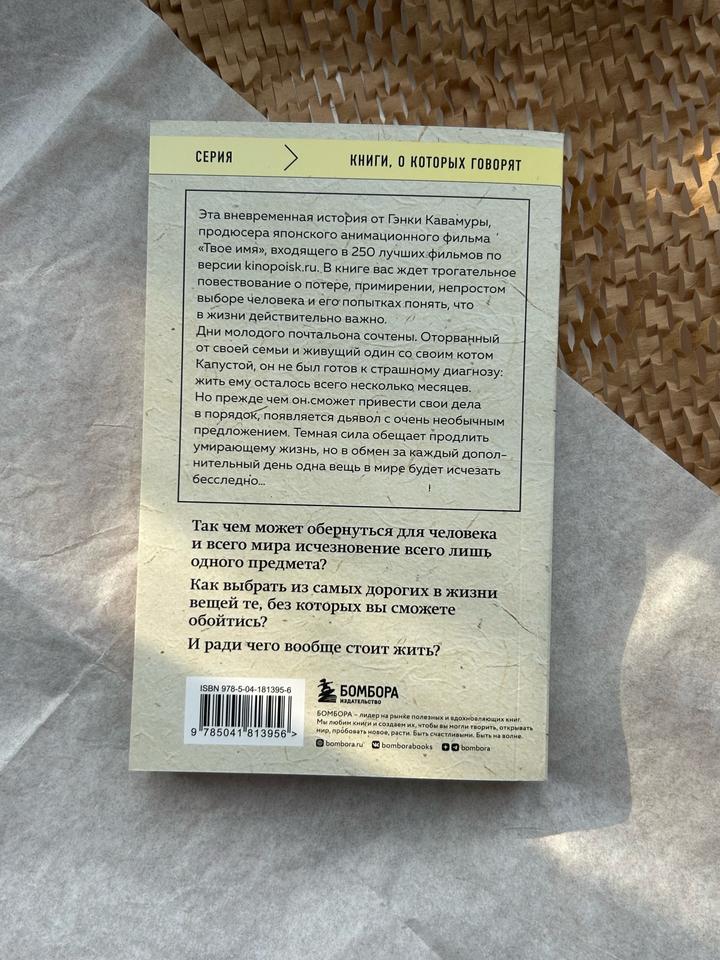 СЕРИЯ КНИГИ, О КОТОРЫХ ГОВОРЯТ
Эта вневременная история от Гэнки Кавамуры,
продюсера японского анимационного фильма
«Твое имя», входящего в 250 лучших фильмов по
версии kinopoisk.ru. В книге вас ждет трогательное
повествование о потере, примирении, непростом
выборе человека и его попытках понять, что
в жизни действительно важно.
Дни молодого почтальона сочтены. Оторванный
от своей семьи и живущий один со своим котом
Капустой, он не был готов к страшному диагнозу:
жить ему осталось всего несколько месяцев.
Но прежде чем он сможет привести свои дела
в порядок, появляется дьявол с очень необычным
предложением. Темная сила обещает продлить
умирающему жизнь, но в обмен за каждый допол-
нительный день одна вещь в мире будет исчезать
бесследно...
Так чем может обернуться для человека
и всего мира исчезновение всего лишь
одного предмета?
Как выбрать из самых дорогих в жизни
вещей те, без которых вы сможете
обойтись?
И ради чего вообще стоит жить?
ISBN 978-5-04-181395-6
9 785041 813956 >
БОМБОРА
ИЗДАТЕЛЬСТВО
БОМБОРА – лидер на рынке полезных и вдохновляющих книг.
Мы любим книги и создаем их, чтобы вы могли творить, открывать
мир, пробовать новое, расти. Быть счастливыми. Быть на волне.
bombora.ru bomborabooks bombora